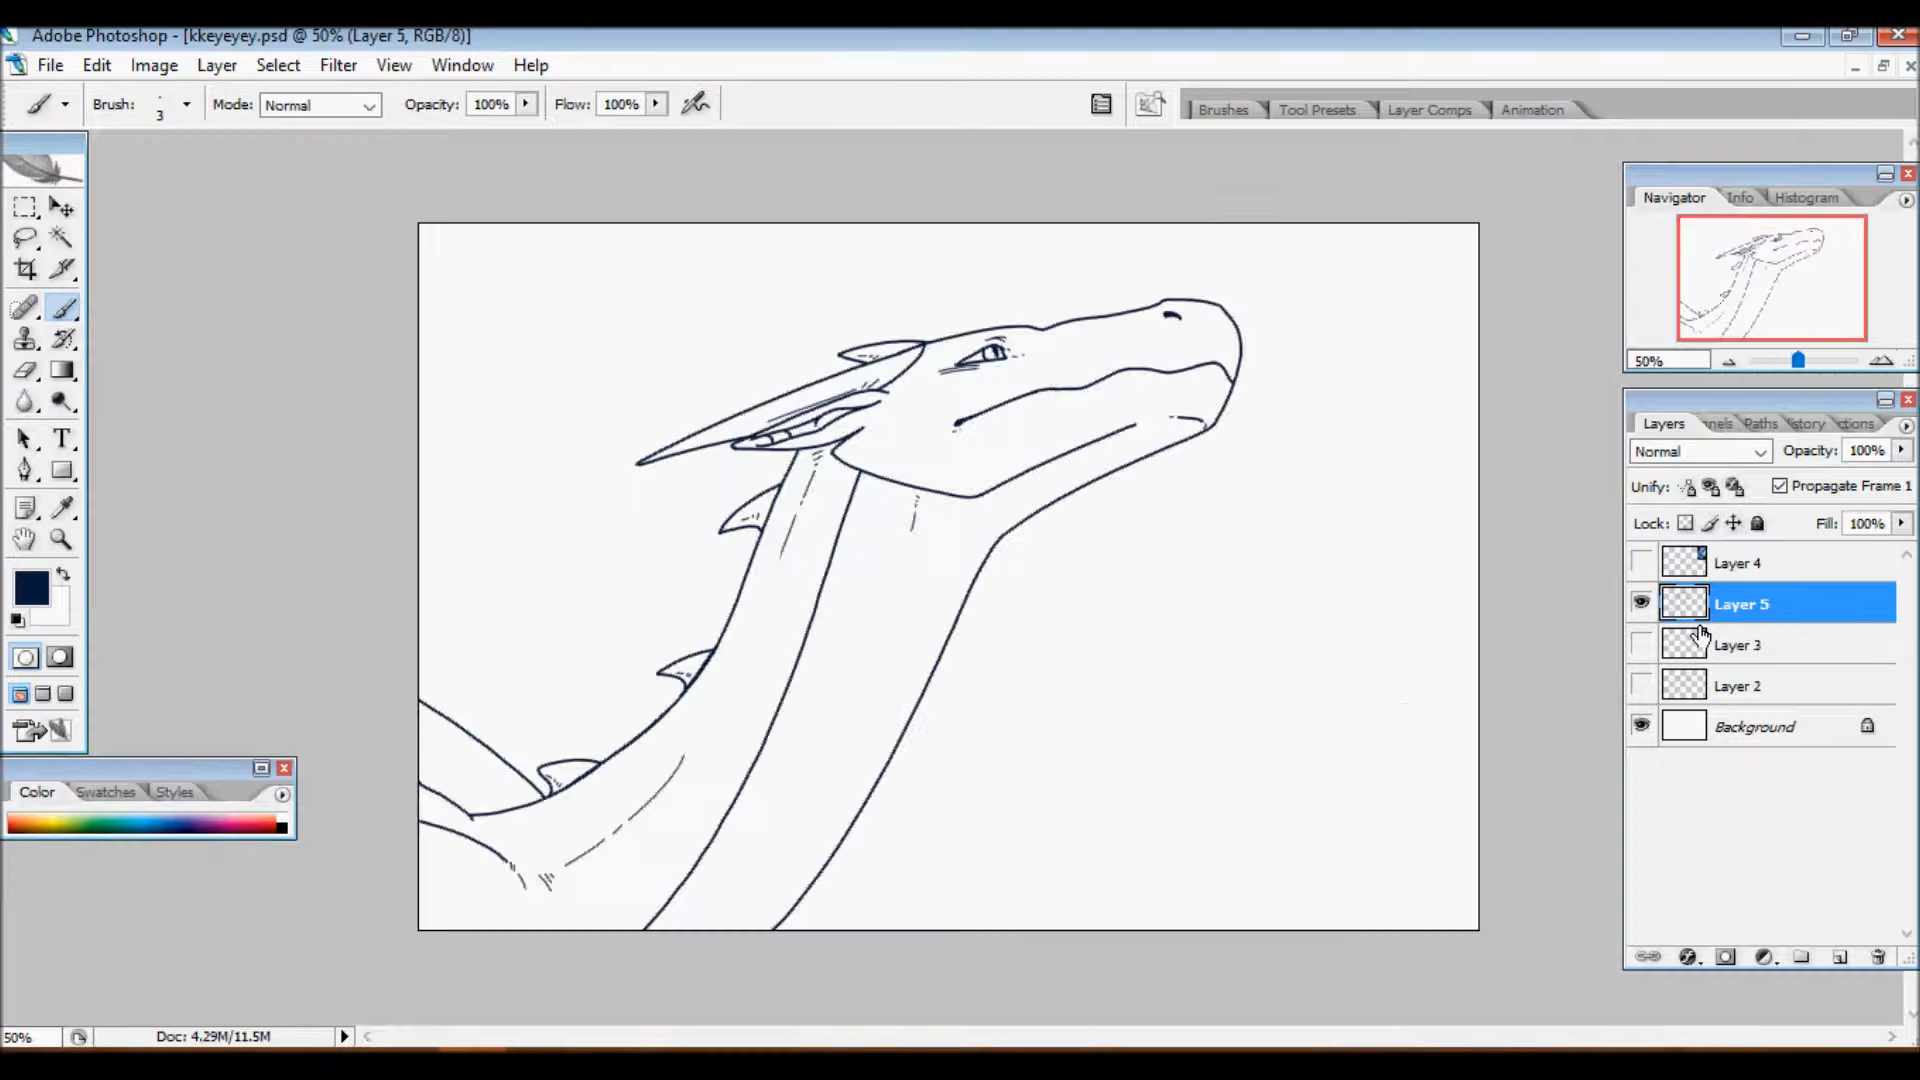 Adobe Photoshop - [kkeyeyey.psd @ 50% (Layer 5, RGB/8)]
File Edit Image Layer Select Filter View Window Help
Brush: 3 Mode: Normal Opacity: 100% Flow: 100%
Brushes Tool Presets Layer Comps Animation
Navigator Info Histogram
50%
Layers nnels Paths istory ctions
Normal Opacity: 100%
Unify: Propagate Frame 1
Lock: Fill: 100%
Layer 4
Layer 5
Layer 3
Layer 2
Background
T
Color Swatches Styles
50% Doc: 4.29M/11.5M